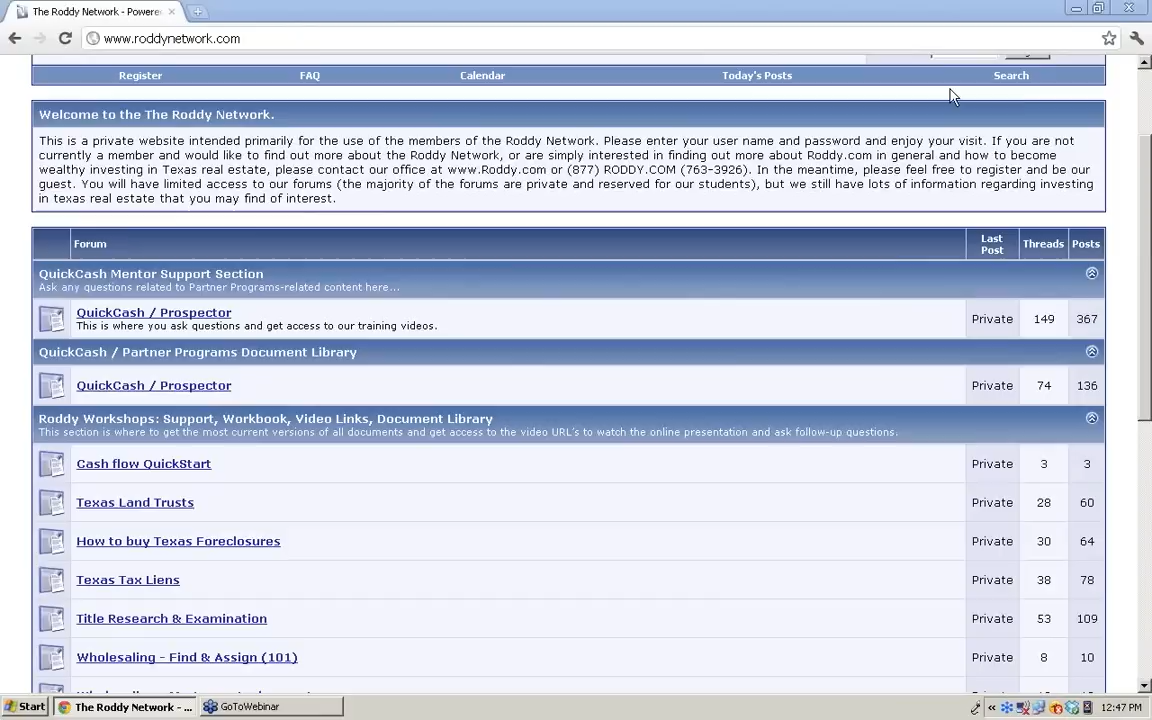 The Roddy Network - Powere
www.roddynetwork.com
Register FAQ Calendar Today's Posts Search
Welcome to the The Roddy Network.
This is a private website intended primarily for the use of the members of the Roddy Network. Please enter your user name and password and enjoy your visit. If you are not
currently a member and would like to find out more about the Roddy Network, or are simply interested in finding out more about Roddy.com in general and how to become
wealthy investing in Texas real estate, please contact our office at www.Roddy.com or (877) RODDY.COM (763-3926). In the meantime, please feel free to register and be our
guest. You will have limited access to our forums (the majority of the forums are private and reserved for our students), but we still have lots of information regarding investing
in texas real estate that you may find of interest.
Forum Last Post Threads Posts
QuickCash Mentor Support Section
Ask any questions related to Partner Programs-related content here...
QuickCash / Prospector Private 149 367
This is where you ask questions and get access to our training videos.
QuickCash / Partner Programs Document Library
QuickCash / Prospector Private 74 136
Roddy Workshops: Support, Workbook, Video Links, Document Library
This section is where to get the most current versions of all documents and get access to the video URL's to watch the online presentation and ask follow-up questions.
Cash flow QuickStart Private 3 3
Texas Land Trusts Private 28 60
How to buy Texas Foreclosures Private 30 64
Texas Tax Liens Private 38 78
Title Research & Examination Private 53 109
Wholesaling - Find & Assign (101) Private 8 10
Start The Roddy Network - ... GoToWebinar 12:47 PM